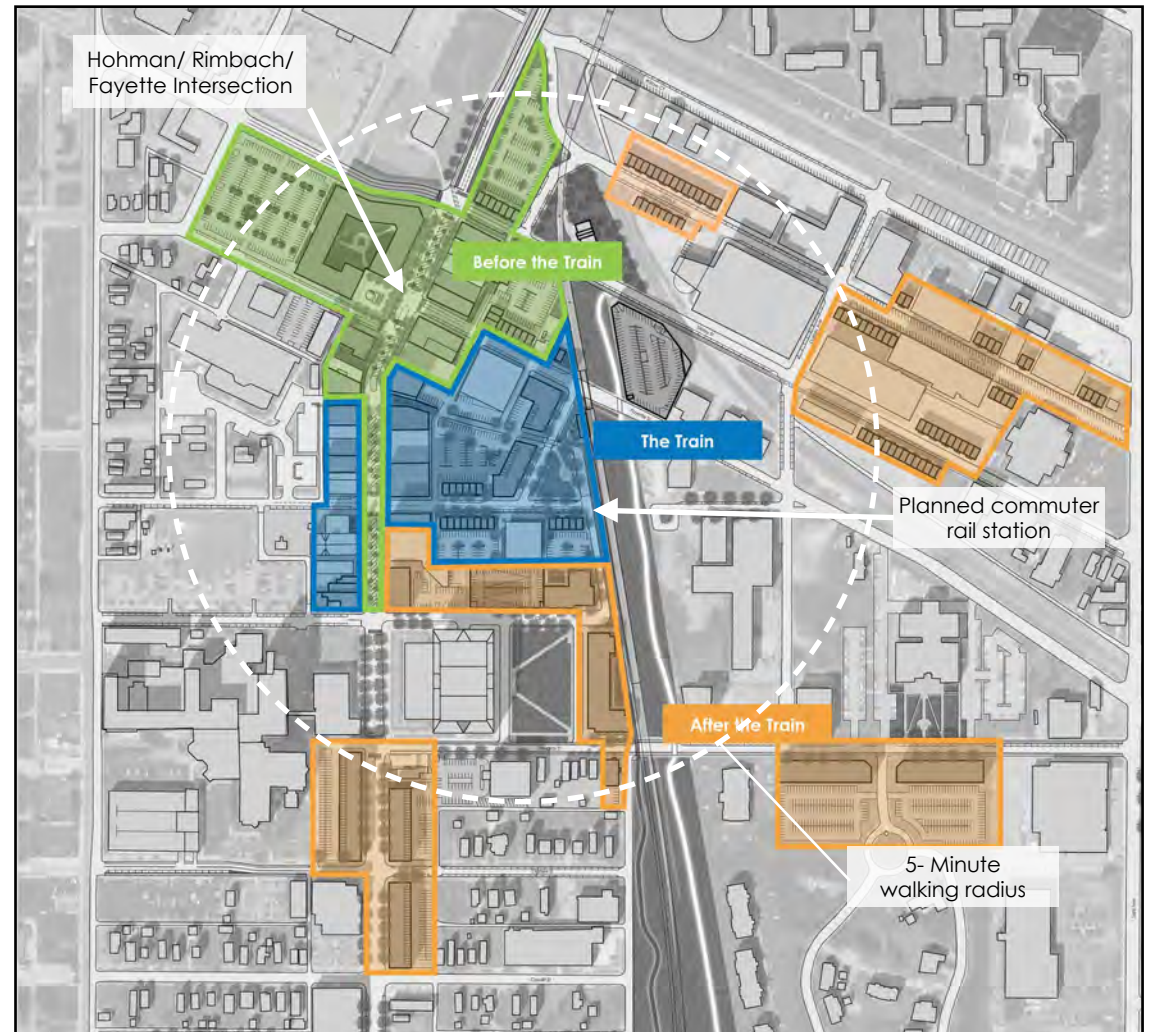 Hohman/ Rimbach/
Fayette Intersection
Before the Train
The Train
Planned commuter
rail station
After the Train
5- Minute
walking radius